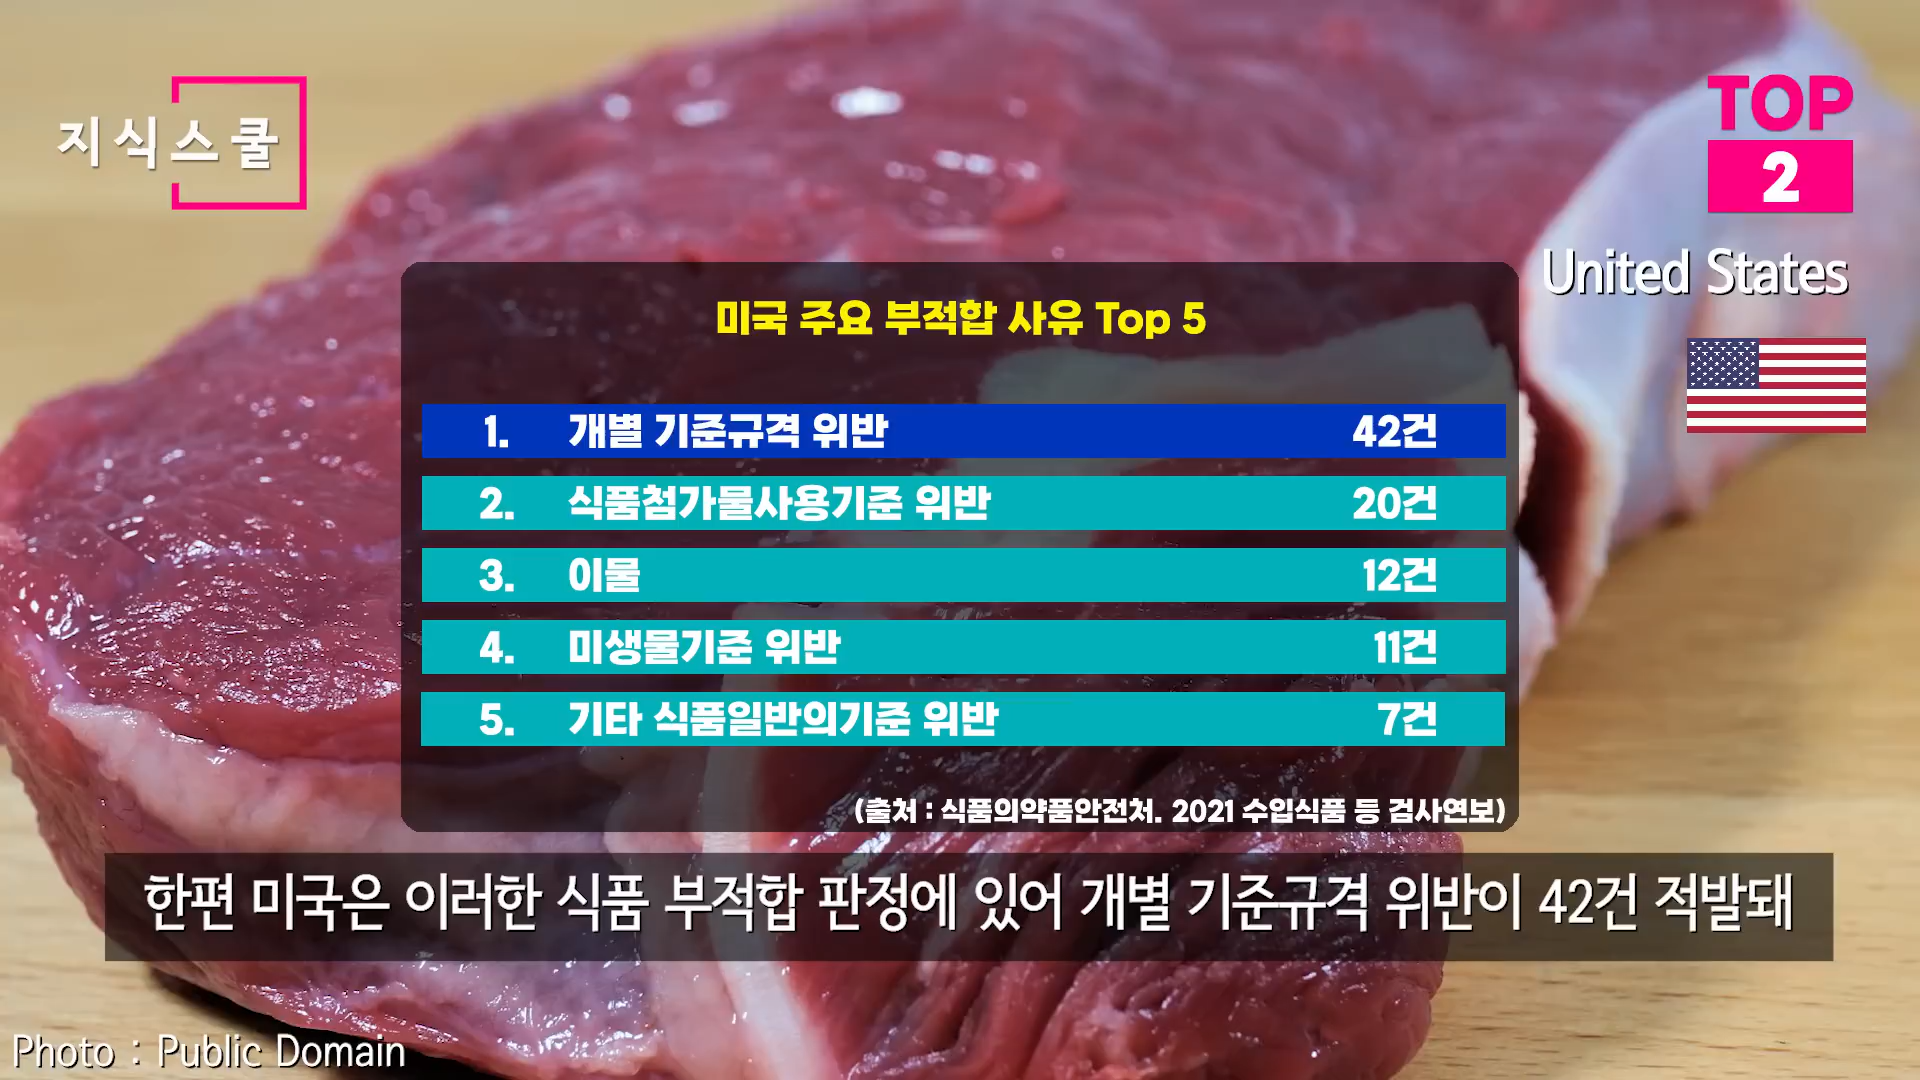 지식스쿨
TOP
2
United States
미국 주요 부적합 사유 Top 5
1. 개별 기준규격 위반 42건
2. 식품첨가물사용기준 위반 20건
3. 이물 12건
4. 미생물기준 위반 11건
5. 기타 식품일반의기준 위반 7건
(출처 : 식품의약품안전처. 2021 수입식품 등 검사연보)
한편 미국은 이러한 식품 부적합 판정에 있어 개별 기준규격 위반이 42건 적발돼
Photo : Public Domain